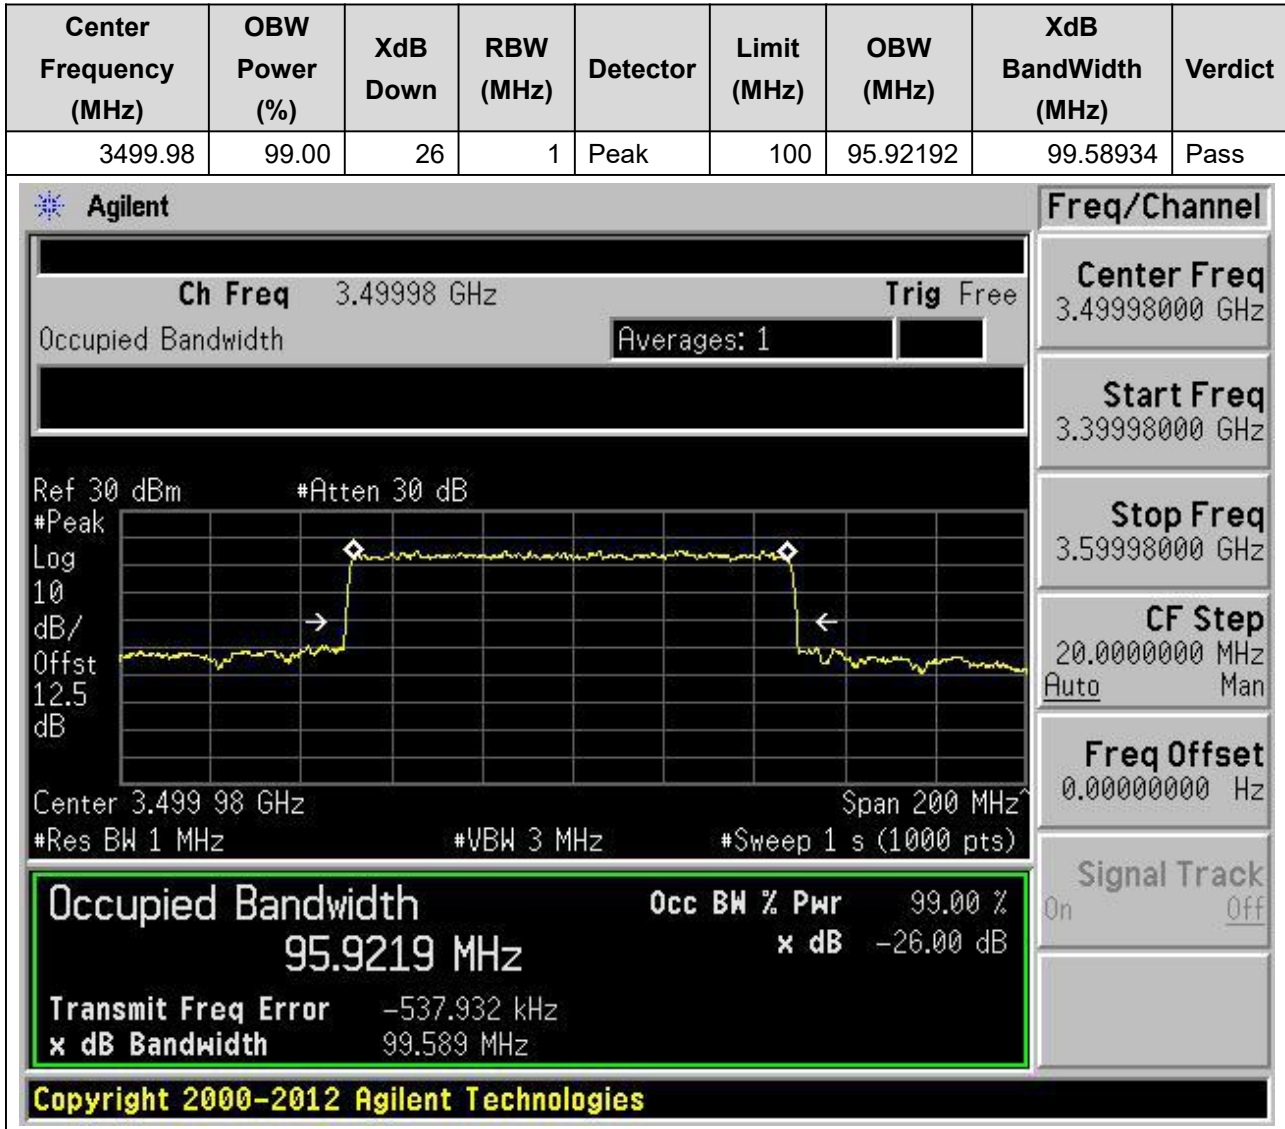 Center Frequency (MHz) OBW Power (%) XdB Down RBW (MHz) Detector Limit (MHz) OBW (MHz) XdB BandWidth (MHz) Verdict
3499.98 99.00 26 1 Peak 100 95.92192 99.58934 Pass
Agilent
Freq/Channel
Ch Freq 3.49998 GHz Trig Free
Occupied Bandwidth Averages: 1
Center Freq
3.49998000 GHz
Start Freq
3.39998000 GHz
Stop Freq
3.59998000 GHz
CF Step
20.0000000 MHz
Auto Man
Freq Offset
0.00000000 Hz
Signal Track
On Off
Ref 30 dBm #Atten 30 dB
#Peak
Log
10
dB/
Offst
12.5
dB
Center 3.499 98 GHz Span 200 MHz^
#Res BW 1 MHz #VBW 3 MHz #Sweep 1 s (1000 pts)
Occupied Bandwidth Occ BW % Pwr 99.00 %
95.9219 MHz x dB -26.00 dB
Transmit Freq Error -537.932 kHz
x dB Bandwidth 99.589 MHz
Copyright 2000-2012 Agilent Technologies